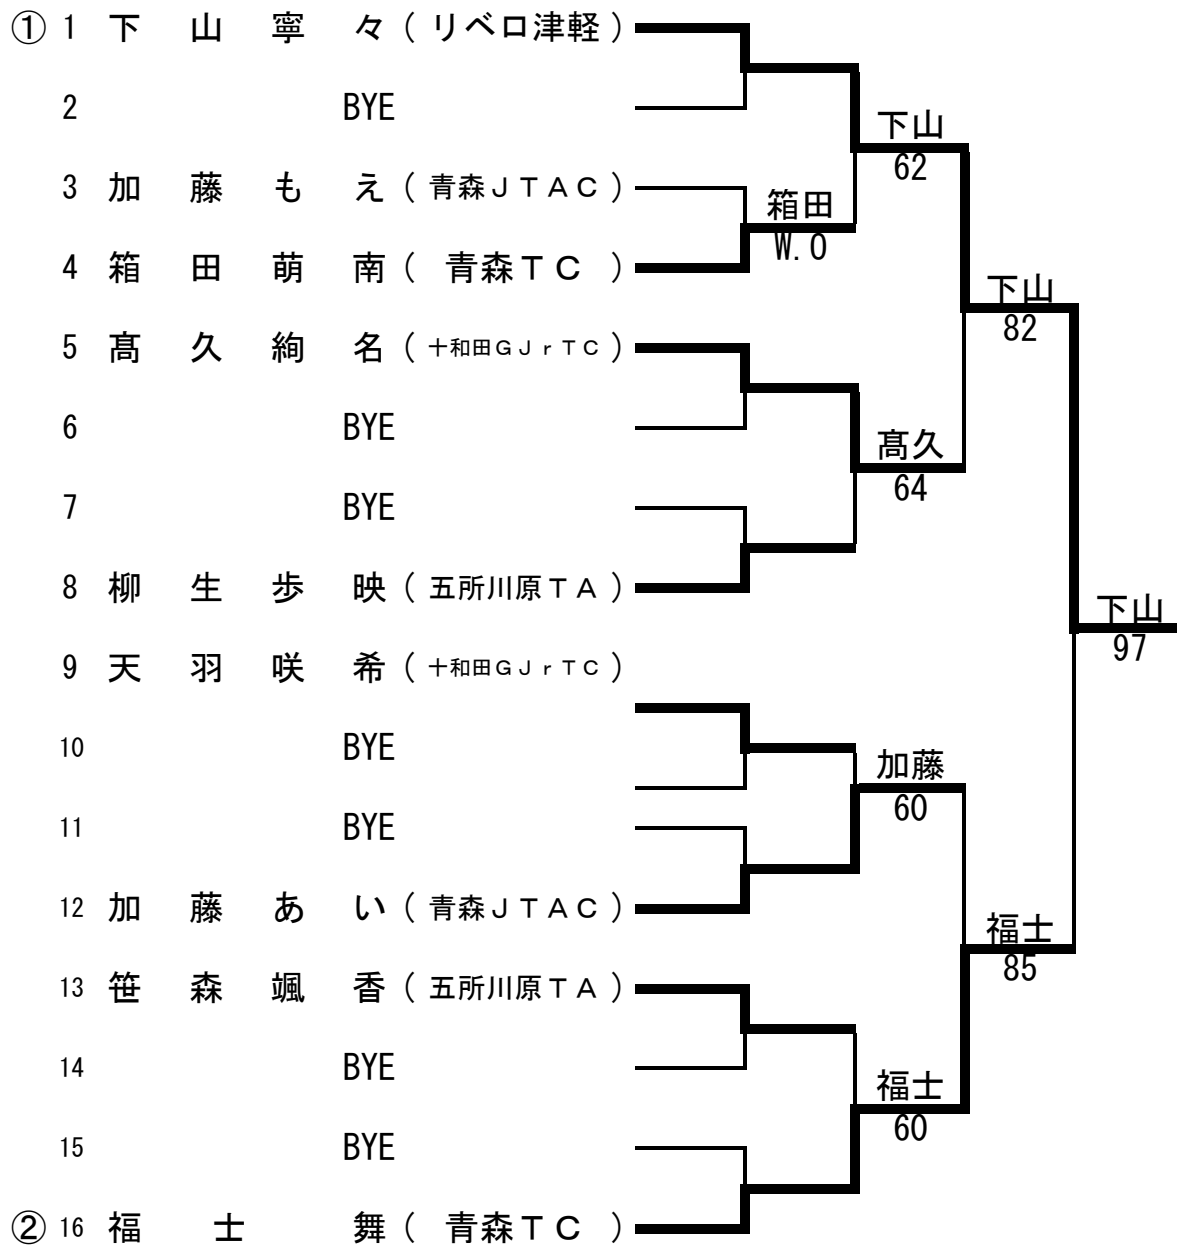 ① 1 下山寧々 ( リベロ津軽 )
2 BYE
下山
62
3 加藤もえ ( 青森ＪＴＡＣ )
箱田
W.O
4 箱田萌南 ( 青森ＴＣ )
下山
82
5 髙久絢名 ( 十和田ＧＪｒＴＣ )
6 BYE
髙久
64
7 BYE
8 柳生歩映 ( 五所川原ＴＡ )
下山
97
9 天羽咲希 ( 十和田ＧＪｒＴＣ )
10 BYE
加藤
60
11 BYE
12 加藤あい ( 青森ＪＴＡＣ )
福士
85
13 笹森颯香 ( 五所川原ＴＡ )
14 BYE
福士
60
15 BYE
② 16 福士舞 ( 青森ＴＣ )